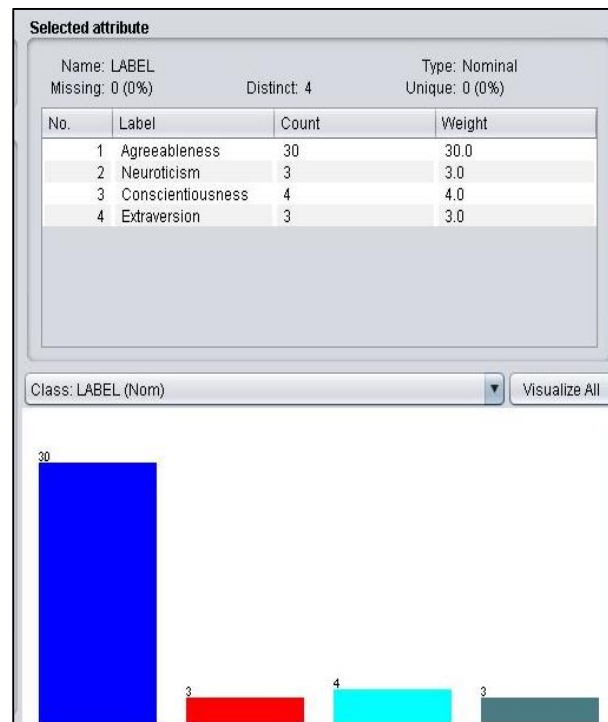 Selected attribute
Name: LABEL Type: Nominal
Missing: 0 (0%) Distinct: 4 Unique: 0 (0%)
No. Label Count Weight
1 Agreeableness 30 30.0
2 Neuroticism 3 3.0
3 Conscientiousness 4 4.0
4 Extraversion 3 3.0
Class: LABEL (Nom) Visualize All
30
3
4
3